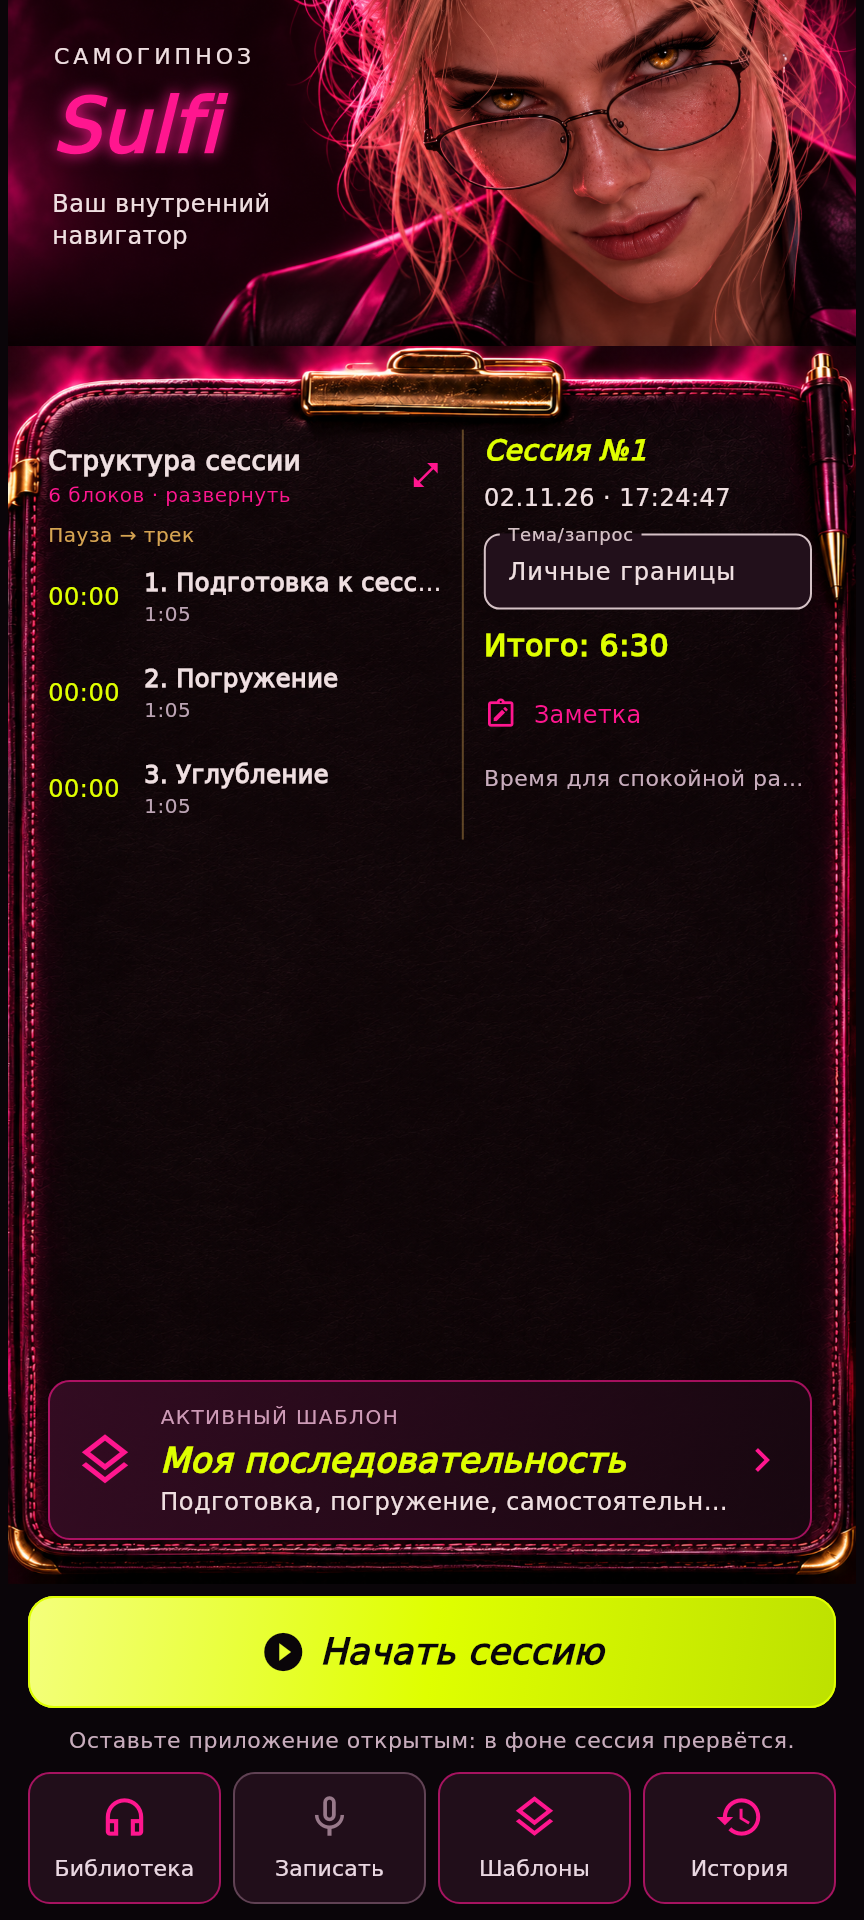 САМОГИПНОЗ
Sulfi
Ваш внутренний
навигатор
Структура сессии
6 блоков · развернуть
Пауза → трек
00:00 1. Подготовка к сесс...
1:05
00:00 2. Погружение
1:05
00:00 3. Углубление
1:05
Сессия №1
02.11.26 · 17:24:47
Тема/запрос
Личные границы
Итого: 6:30
Заметка
Время для спокойной ра...
АКТИВНЫЙ ШАБЛОН
Моя последовательность
Подготовка, погружение, самостоятельн...
Начать сессию
Оставьте приложение открытым: в фоне сессия прервётся.
Библиотека Записать Шаблоны История